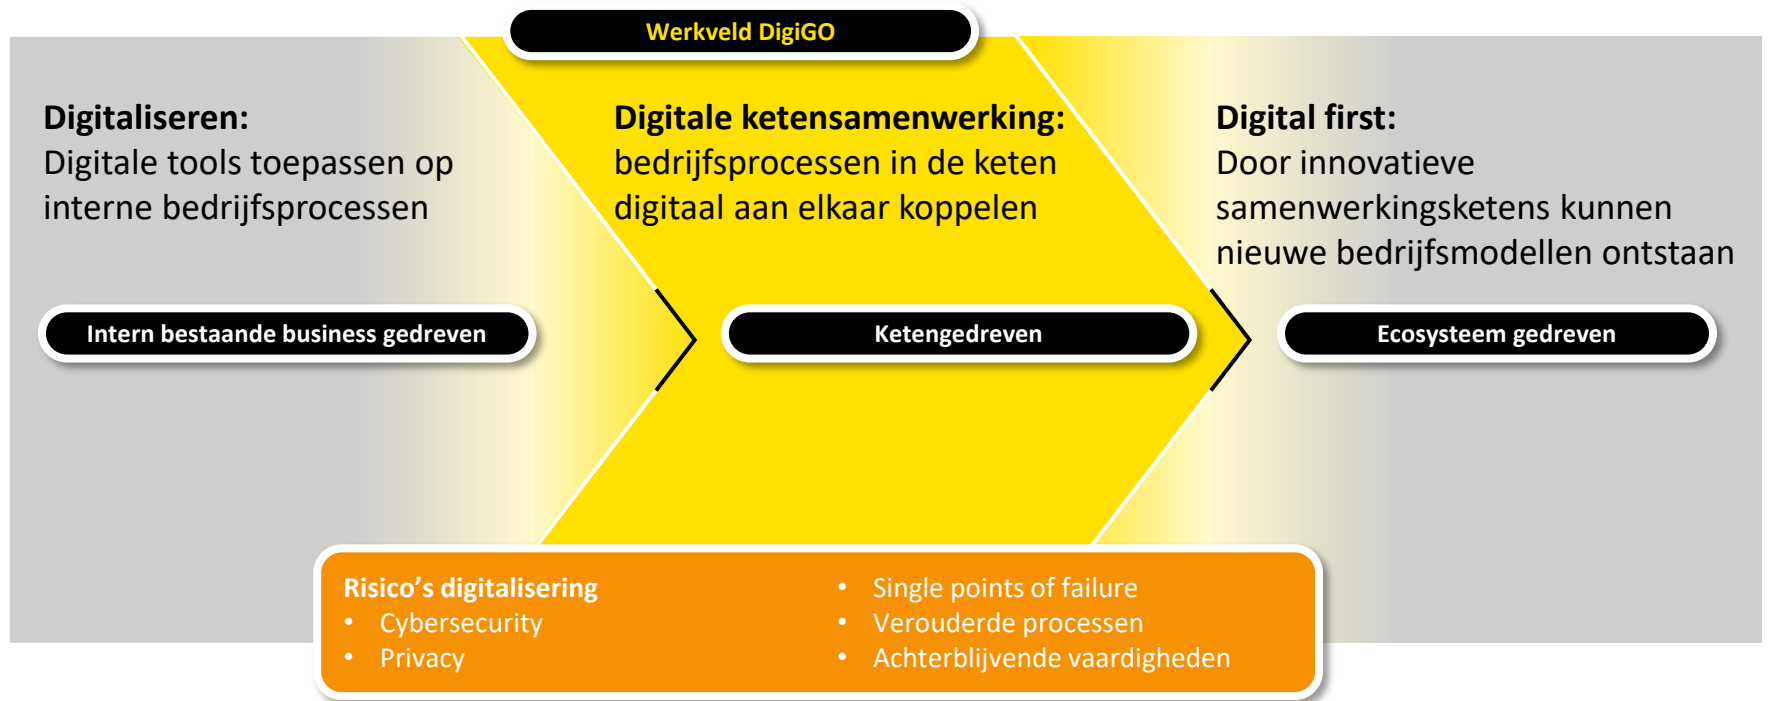 Werkveld DigiGO
Digitaliseren:
Digitale tools toepassen op
interne bedrijfsprocessen
Intern bestaande business gedreven
Digitale ketensamenwerking:
bedrijfsprocessen in de keten
digitaal aan elkaar koppelen
Ketengedreven
Digital first:
Door innovatieve
samenwerkingsketens kunnen
nieuwe bedrijfsmodellen ontstaan
Ecosysteem gedreven
Risico’s digitalisering
• Cybersecurity
• Privacy
• Single points of failure
• Verouderde processen
• Achterblijvende vaardigheden